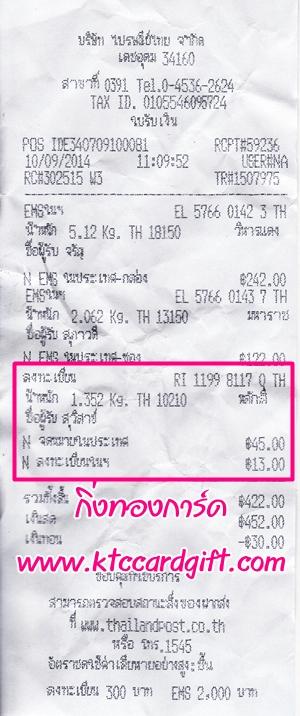 บริษัท ไปรษณีย์ไทย จำกัด
เดชอุดม 34160
สาขาที่ 0391 Tel.0-4536-2624
TAX ID. 0105546095724
ใบรับเงิน
POS IDE340709100081 RCPT#59236
10/09/2014 11:09:52 USER#NA
RC#302515 W3 TR#1507975
EMSในฯ EL 5766 0142 3 TH
น้ำหนัก 5.12 Kg. TH 18150 วิหารแดง
ชื่อผู้รับ จรัญ
N EMS ในประเทศ-กล่อง ฿242.00
EMSในฯ EL 5766 0143 7 TH
น้ำหนัก 2.062 Kg. TH 13150 มหาราช
ชื่อผู้รับ สุภาวดี
N EMS ในประเทศ-ซอง ฿122.00
ลงทะเบียน RI 1199 8117 0 TH
น้ำหนัก 1.352 Kg. TH 10210 หลักสี่
ชื่อผู้รับ สุวิสาข์
N จดหมายในประเทศ ฿45.00
N ลงทะเบียนในฯ ฿13.00
รวมทั้งสิ้น ฿422.00
เงินสด ฿452.00
เงินทอน -฿30.00
กิ่งทองการ์ด
www.ktccardgift.com
ขอบคุณที่ใช้บริการ
สามารถตรวจสอบสถานะสิ่งของฝากส่ง
ที่ www.thailandpost.co.th
หรือ โทร.1545
อัตราชดใช้ค่าเสียหายอย่างสูง:ชิ้น
ลงทะเบียน 300 บาท EMS 2,000 บาท